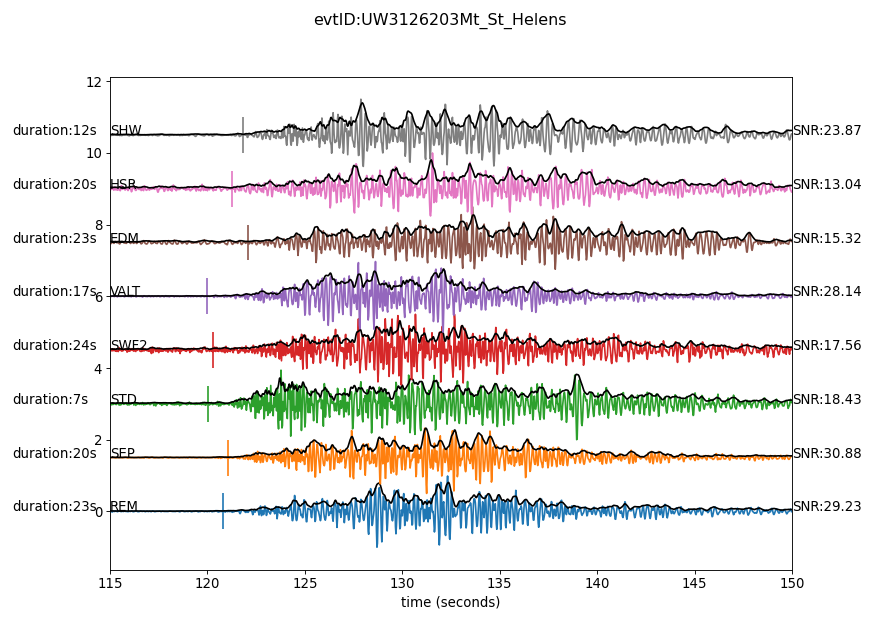 evtID:UW3126203Mt_St_Helens
12
duration:12s SHW SNR:23.87
10
duration:20s HSR SNR:13.04
8
duration:23s EDM SNR:15.32
duration:17s VALT SNR:28.14
6
duration:24s SWF2 SNR:17.56
4
duration:7s STD SNR:18.43
2
duration:20s SEP SNR:30.88
duration:23s REM SNR:29.23
0
115 120 125 130 135 140 145 150
time (seconds)